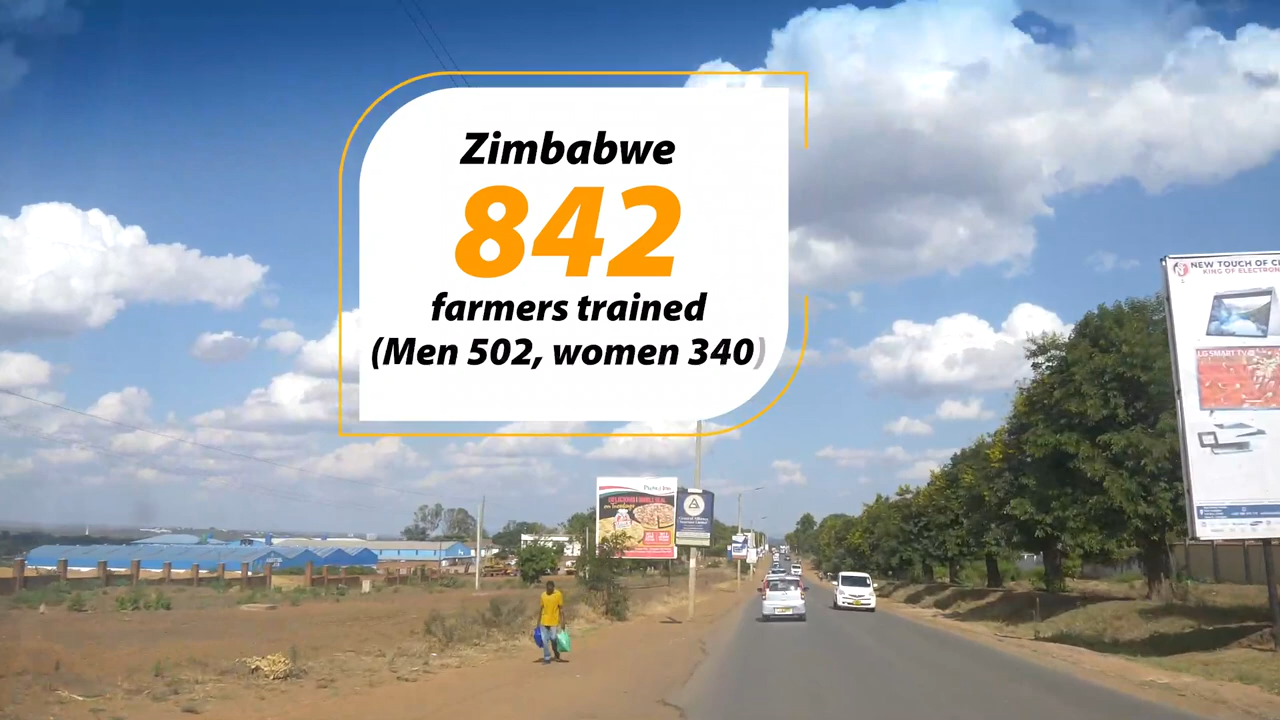 Zimbabwe
842
farmers trained
(Men 502, women 340)
NEW TOUCH OF
KING OF ELECTRON
LG SMART TV